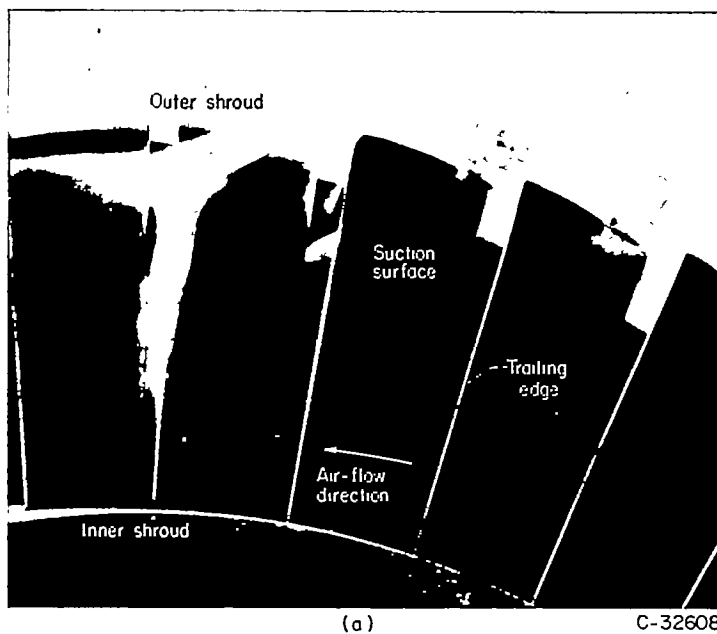 Outer shroud
Suction
surface
Trailing
edge
Air-flow
direction
Inner shroud
(a)
C-32608